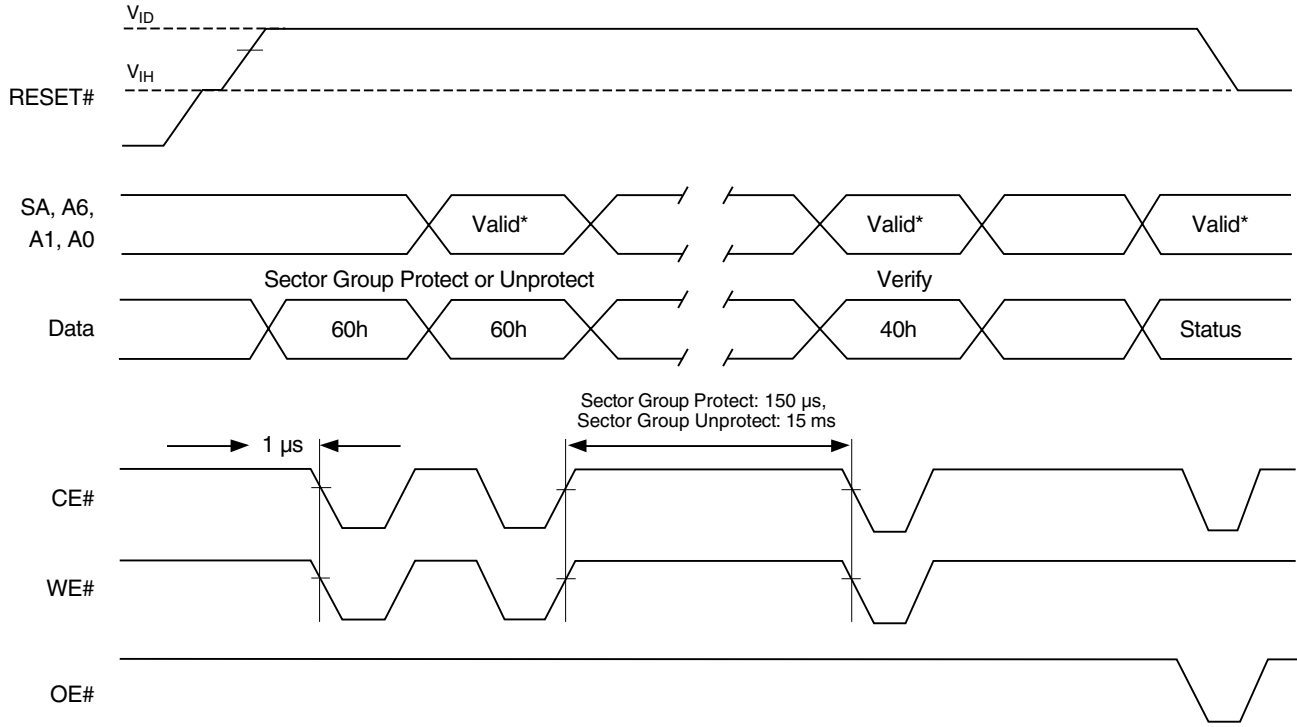 VID
VIH
RESET#
SA, A6,
A1, A0
Valid*
Valid*
Valid*
Sector Group Protect or Unprotect
Verify
Data
60h
60h
40h
Status
Sector Group Protect: 150 µs,
Sector Group Unprotect: 15 ms
1 µs
CE#
WE#
OE#